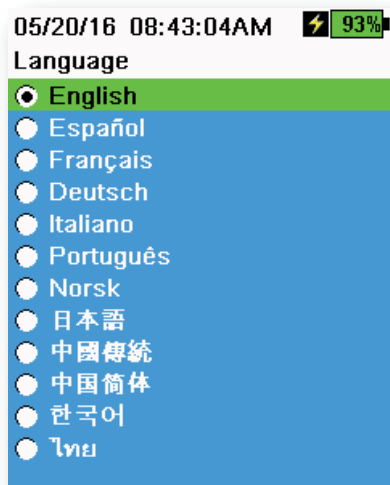 05/20/16 08:43:04AM 93%
Language
English
Español
Français
Deutsch
Italiano
Português
Norsk
日本語
中國傳統
中国简体
한국어
ไทย